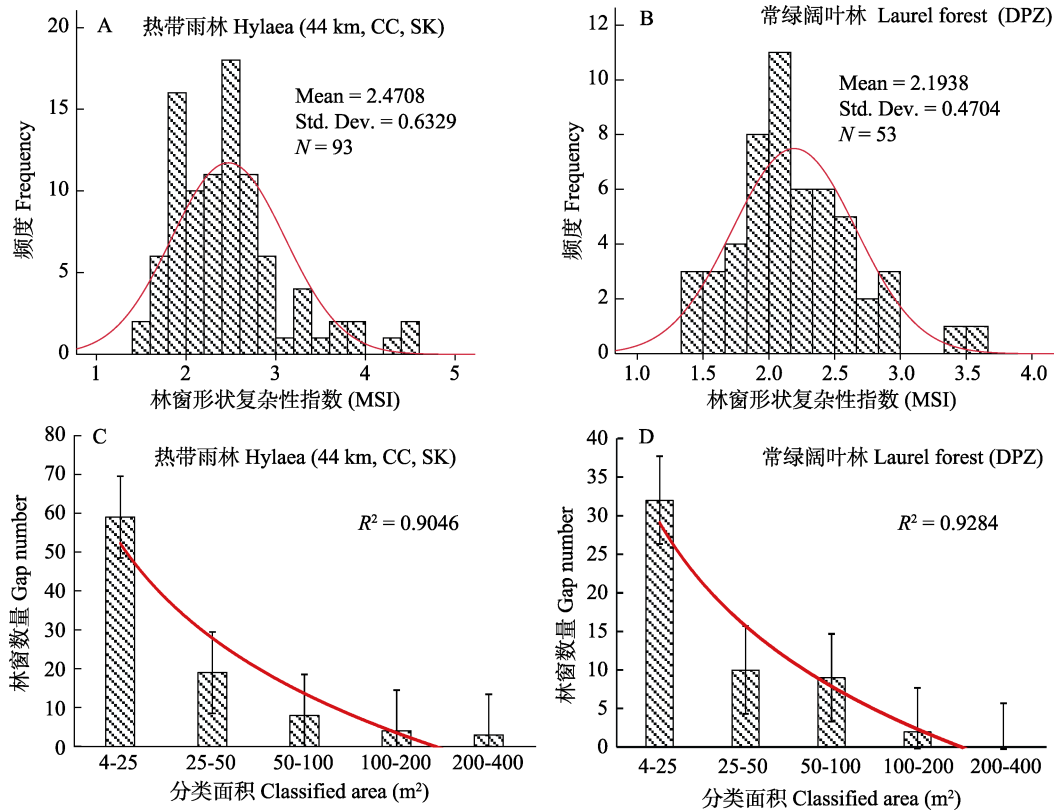 A 热带雨林 Hylaea (44 km, CC, SK)
Mean = 2.4708
Std. Dev. = 0.6329
N = 93
频度 Frequency
20
15
10
5
0
1 2 3 4 5
林窗形状复杂性指数 (MSI)
B 常绿阔叶林 Laurel forest (DPZ)
Mean = 2.1938
Std. Dev. = 0.4704
N = 53
频度 Frequency
12
10
8
6
4
2
0
1.0 1.5 2.0 2.5 3.0 3.5 4.0
林窗形状复杂性指数 (MSI)
C 热带雨林 Hylaea (44 km, CC, SK)
R² = 0.9046
林窗数量 Gap number
80
70
60
50
40
30
20
10
0
4-25 25-50 50-100 100-200 200-400
分类面积 Classified area (m²)
D 常绿阔叶林 Laurel forest (DPZ)
R² = 0.9284
林窗数量 Gap number
40
35
30
25
20
15
10
5
0
4-25 25-50 50-100 100-200 200-400
分类面积 Classified area (m²)